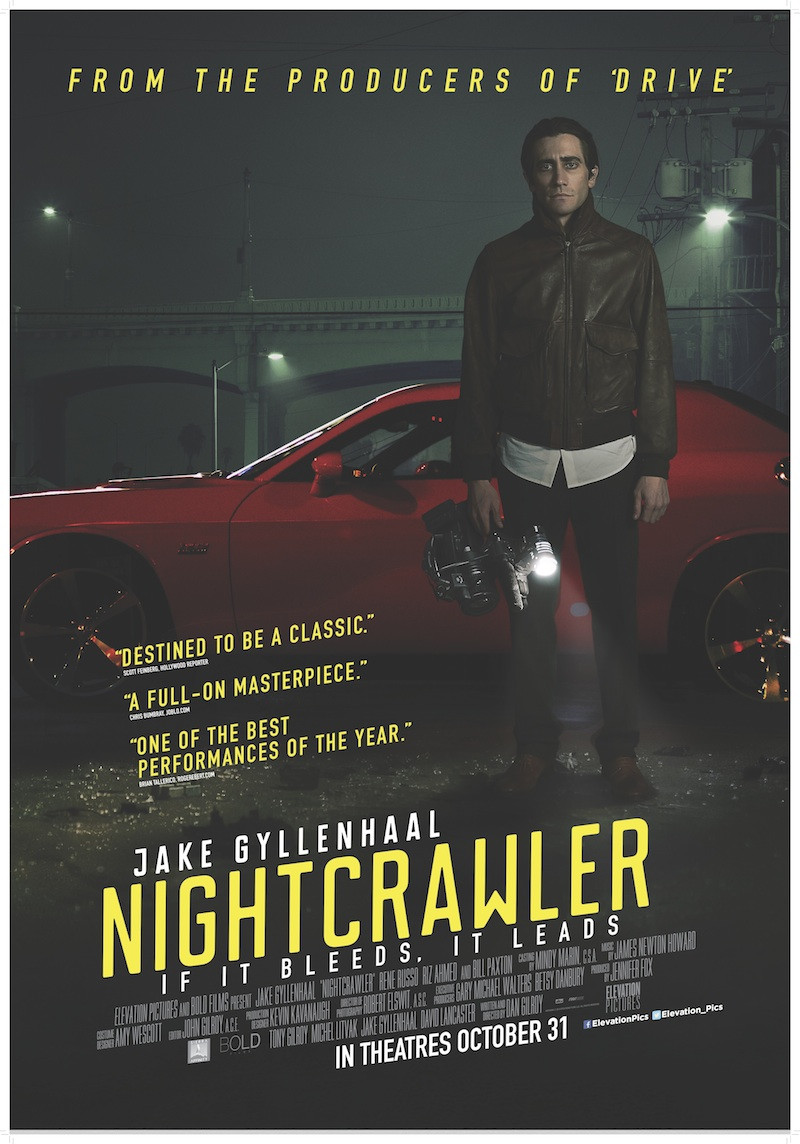 FROM THE PRODUCERS OF 'DRIVE'
"DESTINED TO BE A CLASSIC."
SCOTT FEINBERG, HOLLYWOOD REPORTER
"A FULL-ON MASTERPIECE."
CHRIS BUMBRAY, JOBLO.COM
"ONE OF THE BEST
PERFORMANCES OF THE YEAR."
BRIAN TALLERICO, ROGEREBERT.COM
JAKE GYLLENHAAL
NIGHTCRAWLER
IF IT BLEEDS, IT LEADS
ELEVATION PICTURES AND BOLD FILMS PRESENT JAKE GYLLENHAAL "NIGHTCRAWLER" RENE RUSSO RIZ AHMED AND BILL PAXTON CASTING BY MINDY MARIN, C.S.A. MUSIC BY JAMES NEWTON HOWARD
COSTUME DESIGNER AMY WESCOTT EDITOR JOHN GILROY A.C.E. PRODUCTION DESIGNER KEVIN KAVANAUGH DIRECTOR OF PHOTOGRAPHY ROBERT ELSWIT, A.S.C. EXECUTIVE PRODUCERS GARY MICHAEL WALTERS BETSY DANBURY PRODUCED BY JENNIFER FOX
BOLD FILMS TONY GILROY MICHEL LITVAK JAKE GYLLENHAAL DAVID LANCASTER WRITTEN AND DIRECTED BY DAN GILROY ELEVATION PICTURES
IN THEATRES OCTOBER 31 ElevationPics Elevation_Pics